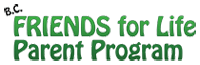 B.C.
FRIENDS for Life
Parent Program